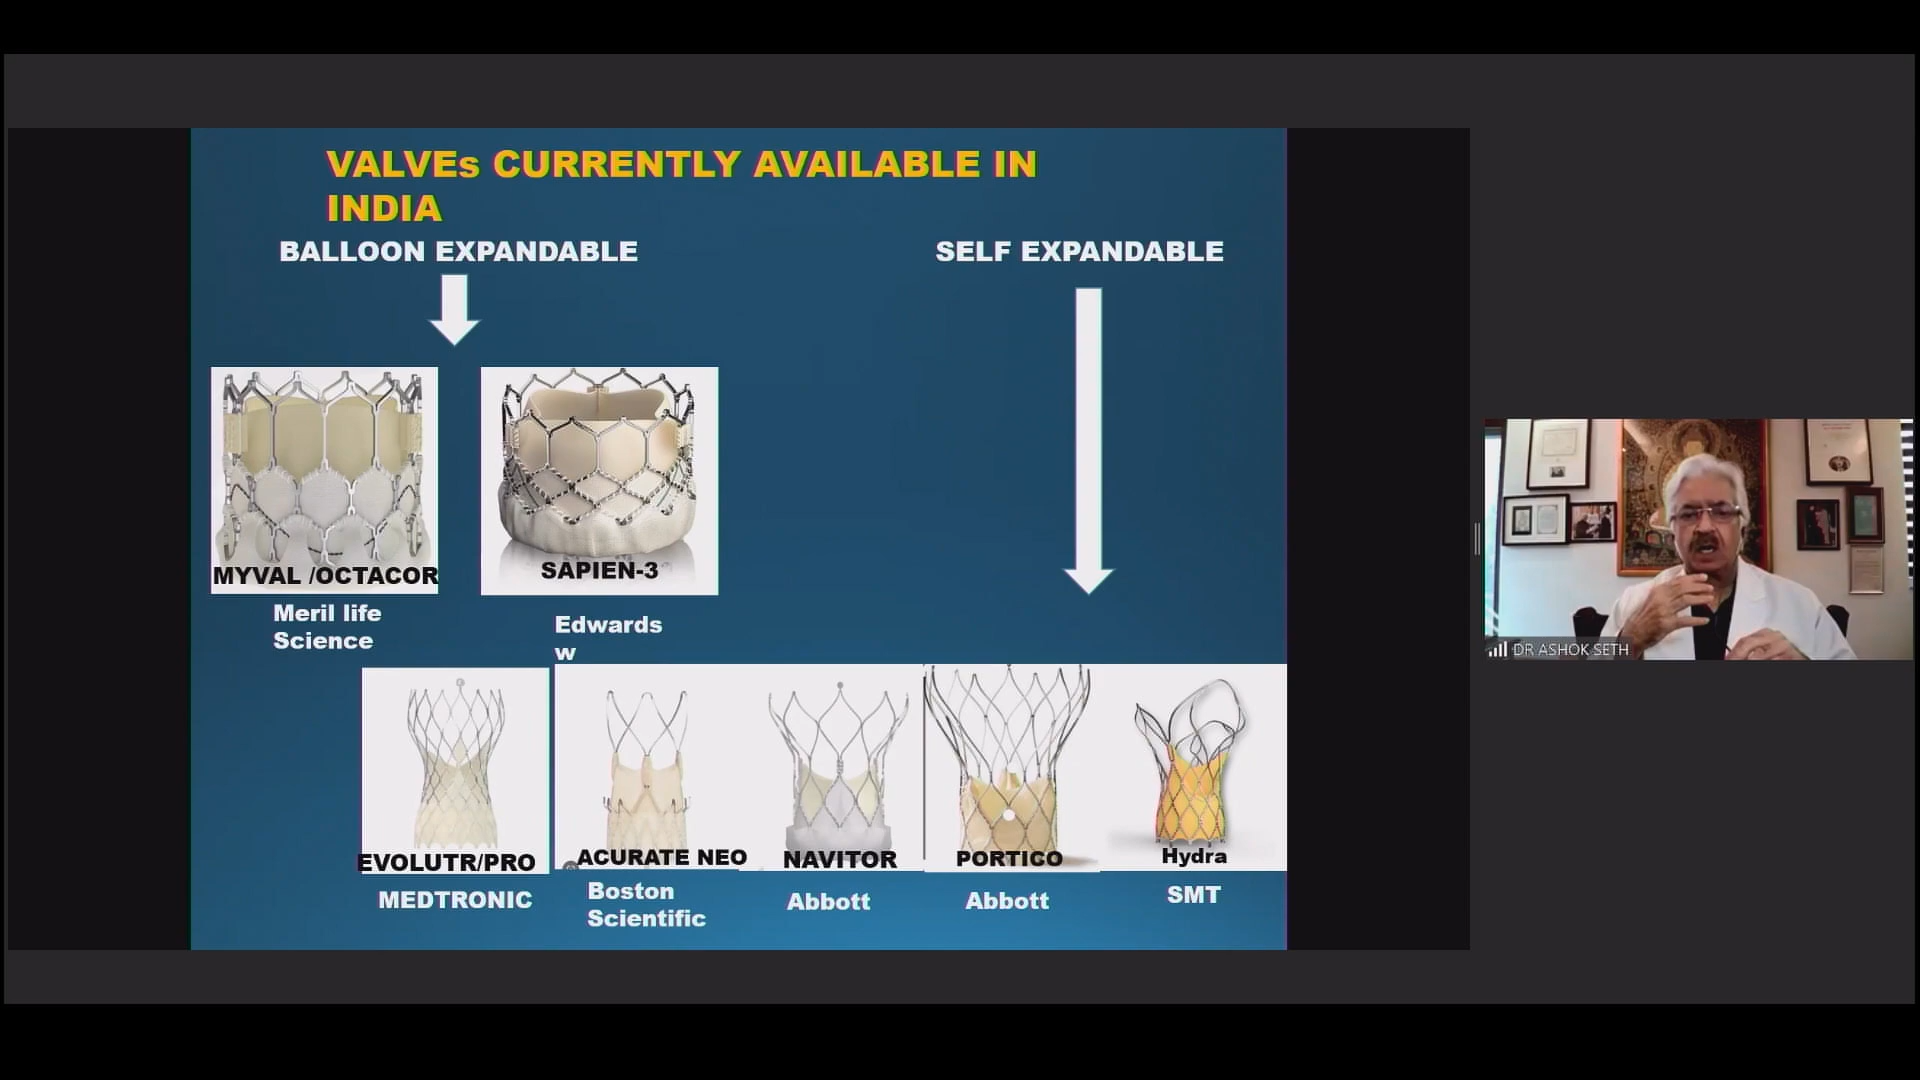 VALVEs CURRENTLY AVAILABLE IN
INDIA
BALLOON EXPANDABLE
SELF EXPANDABLE
MYVAL /OCTACOR
SAPIEN-3
Meril life
Science
Edwards
w
EVOLUTR/PRO
ACURATE NEO
NAVITOR
PORTICO
Hydra
MEDTRONIC
Boston
Scientific
Abbott
Abbott
SMT
DR ASHOK SETH